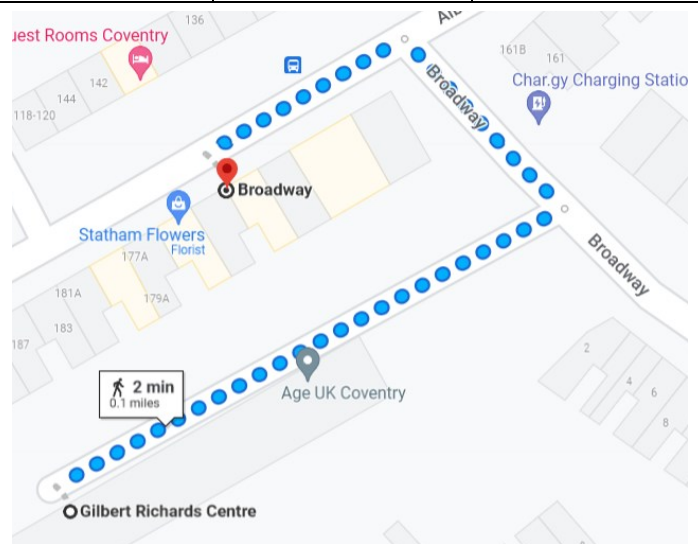 136
uest Rooms Coventry
142
144
118-120
161B
161
Broadway
Char.gy Charging Statio
Broadway
Statham Flowers
Florist
177A
179A
181A
183
187
Broadway
2
4
6
8
2 min
0.1 miles
Age UK Coventry
Gilbert Richards Centre